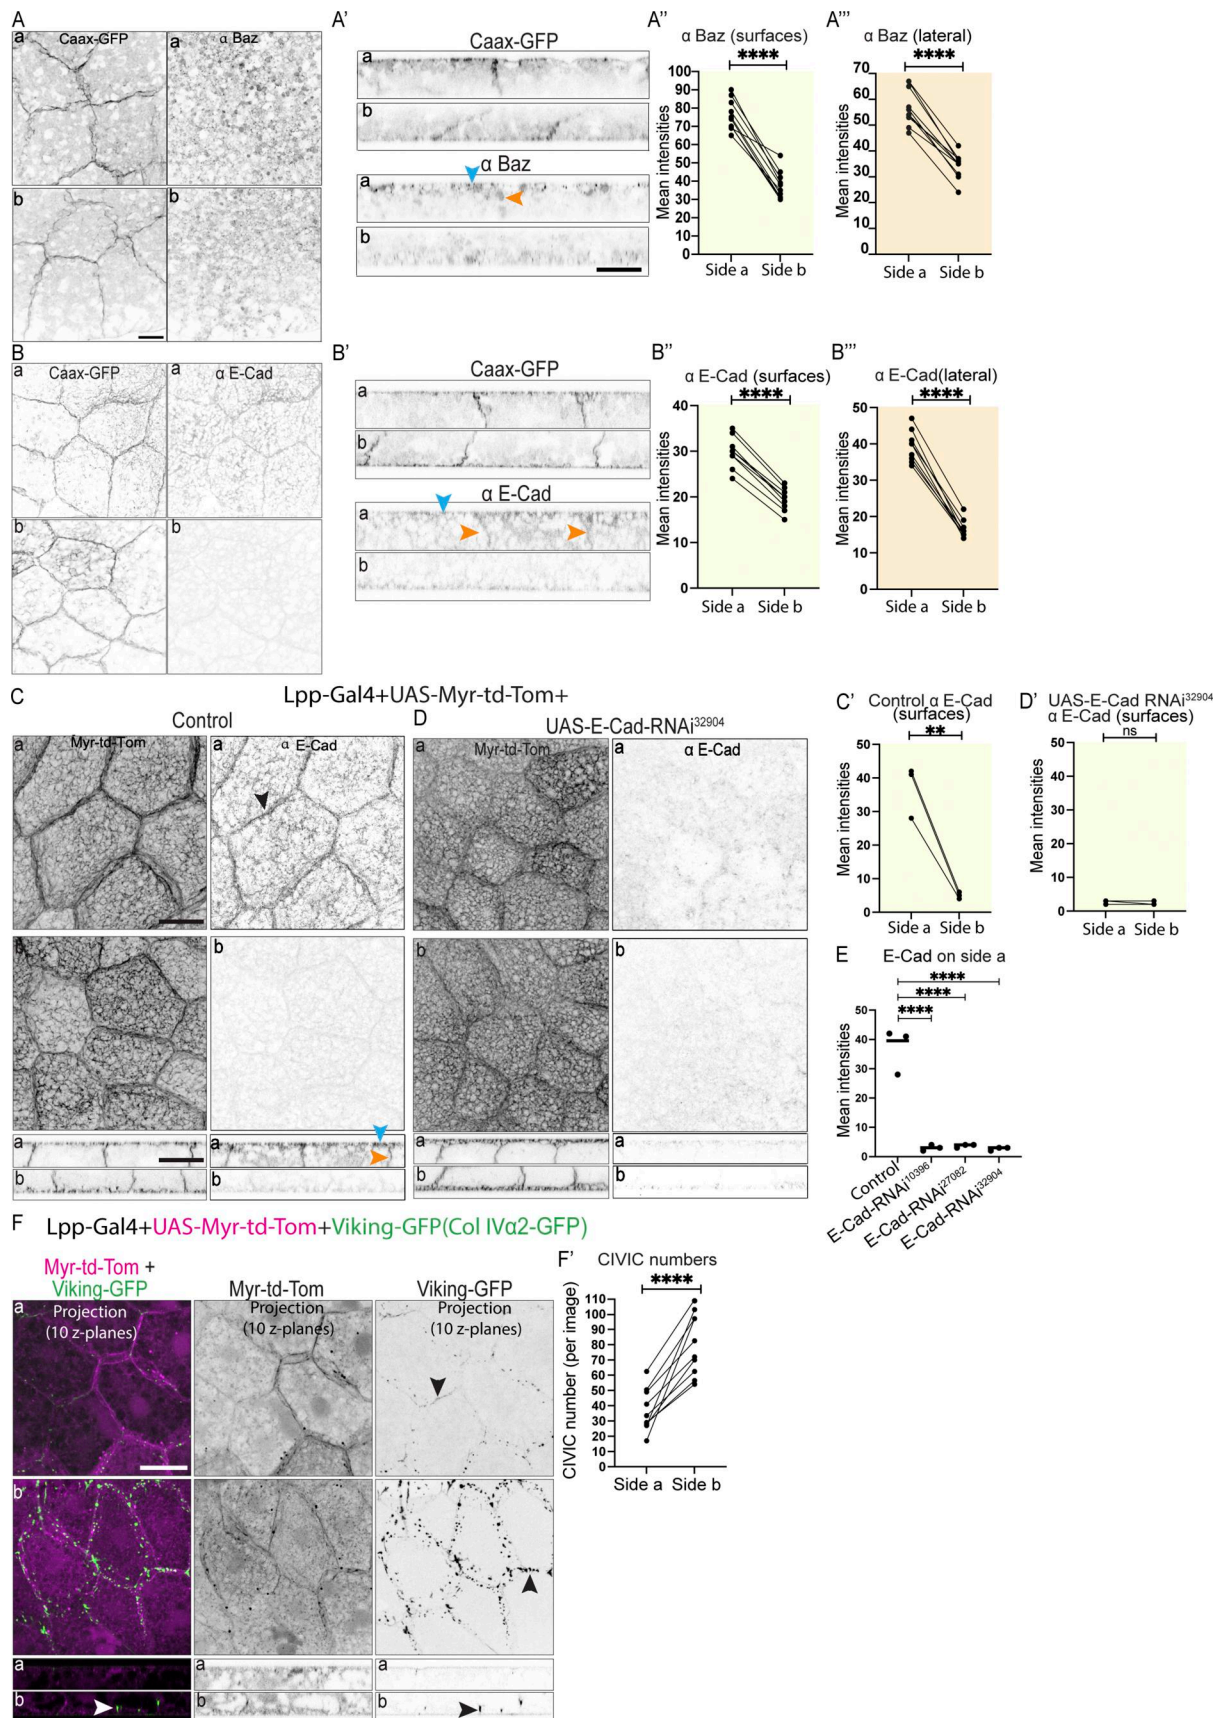 A
a
Caax-GFP
a
α Baz
b
b
A'
Caax-GFP
a
b
α Baz
a
b
A''
α Baz (surfaces)
****
100
90
80
70
60
50
40
30
20
10
0
Mean intensities
Side a Side b
A'''
α Baz (lateral)
****
70
60
50
40
30
20
10
0
Mean intensities
Side a Side b
B
a
Caax-GFP
a
α E-Cad
b
b
B'
Caax-GFP
a
b
α E-Cad
a
b
B''
α E-Cad (surfaces)
****
40
30
20
10
0
Mean intensities
Side a Side b
B'''
α E-Cad(lateral)
****
50
40
30
20
10
0
Mean intensities
Side a Side b
Lpp-Gal4+UAS-Myr-td-Tom+
C
Control
a
Myr-td-Tom
a
α E-Cad
b
b
a
a
b
b
D
UAS-E-Cad-RNAi32904
a
Myr-td-Tom
a
α E-Cad
b
b
a
a
b
b
C'
Control α E-Cad
(surfaces)
**
50
40
30
20
10
0
Mean intensities
Side a Side b
D'
UAS-E-Cad RNAi32904
α E-Cad (surfaces)
ns
50
40
30
20
10
0
Mean intensities
Side a Side b
E
E-Cad on side a
****
****
****
50
40
30
20
10
0
Mean intensities
Control
E-Cad-RNAi10396
E-Cad-RNAi27082
E-Cad-RNAi32904
F
Lpp-Gal4+UAS-Myr-td-Tom+Viking-GFP(Col IVα2-GFP)
Myr-td-Tom +
Viking-GFP
Myr-td-Tom
Viking-GFP
a
Projection
(10 z-planes)
Projection
(10 z-planes)
Projection
(10 z-planes)
b
a
a
a
b
b
b
F'
CIVIC numbers
****
110
100
90
80
70
60
50
40
30
20
10
0
CIVIC number (per image)
Side a Side b